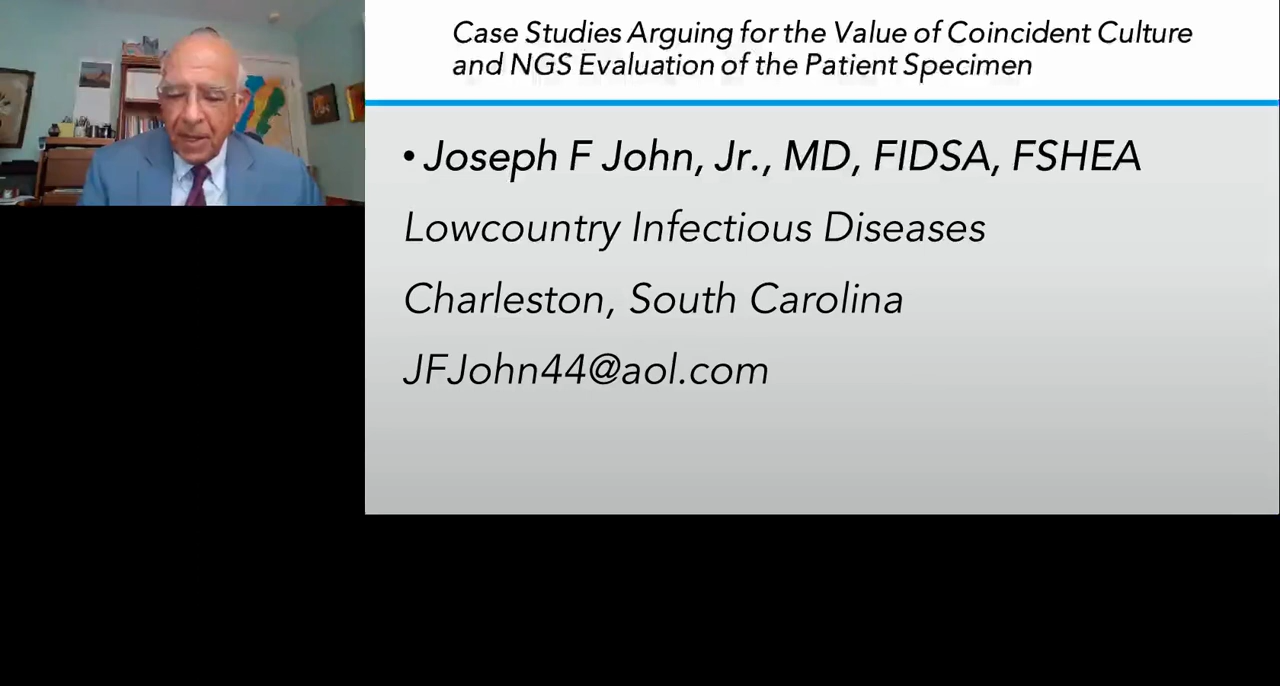 Case Studies Arguing for the Value of Coincident Culture
and NGS Evaluation of the Patient Specimen
• Joseph F John, Jr., MD, FIDSA, FSHEA
Lowcountry Infectious Diseases
Charleston, South Carolina
JFJohn44@aol.com